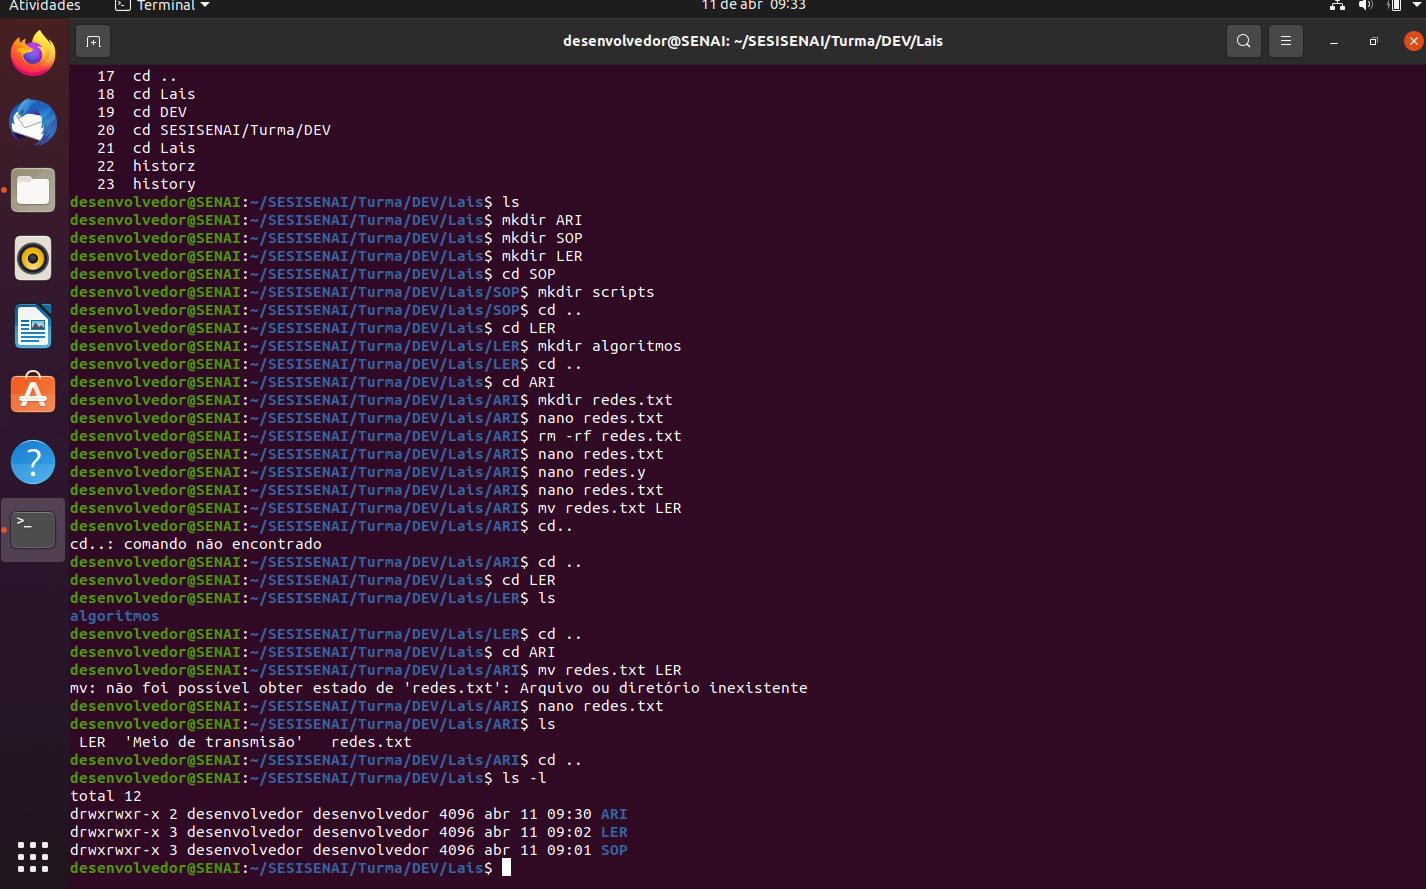 Atividades
Terminal
11 de abr 09:33
desenvolvedor@SENAI: ~/SESISENAI/Turma/DEV/Lais
17 cd ..
18 cd Lais
19 cd DEV
20 cd SESISENAI/Turma/DEV
21 cd Lais
22 historz
23 history
desenvolvedor@SENAI:~/SESISENAI/Turma/DEV/Lais$ ls
desenvolvedor@SENAI:~/SESISENAI/Turma/DEV/Lais$ mkdir ARI
desenvolvedor@SENAI:~/SESISENAI/Turma/DEV/Lais$ mkdir SOP
desenvolvedor@SENAI:~/SESISENAI/Turma/DEV/Lais$ mkdir LER
desenvolvedor@SENAI:~/SESISENAI/Turma/DEV/Lais$ cd SOP
desenvolvedor@SENAI:~/SESISENAI/Turma/DEV/Lais/SOP$ mkdir scripts
desenvolvedor@SENAI:~/SESISENAI/Turma/DEV/Lais/SOP$ cd ..
desenvolvedor@SENAI:~/SESISENAI/Turma/DEV/Lais$ cd LER
desenvolvedor@SENAI:~/SESISENAI/Turma/DEV/Lais/LER$ mkdir algoritmos
desenvolvedor@SENAI:~/SESISENAI/Turma/DEV/Lais/LER$ cd ..
desenvolvedor@SENAI:~/SESISENAI/Turma/DEV/Lais$ cd ARI
desenvolvedor@SENAI:~/SESISENAI/Turma/DEV/Lais/ARI$ mkdir redes.txt
desenvolvedor@SENAI:~/SESISENAI/Turma/DEV/Lais/ARI$ nano redes.txt
desenvolvedor@SENAI:~/SESISENAI/Turma/DEV/Lais/ARI$ rm -rf redes.txt
desenvolvedor@SENAI:~/SESISENAI/Turma/DEV/Lais/ARI$ nano redes.txt
desenvolvedor@SENAI:~/SESISENAI/Turma/DEV/Lais/ARI$ nano redes.y
desenvolvedor@SENAI:~/SESISENAI/Turma/DEV/Lais/ARI$ nano redes.txt
desenvolvedor@SENAI:~/SESISENAI/Turma/DEV/Lais/ARI$ mv redes.txt LER
desenvolvedor@SENAI:~/SESISENAI/Turma/DEV/Lais/ARI$ cd..
cd..: comando não encontrado
desenvolvedor@SENAI:~/SESISENAI/Turma/DEV/Lais/ARI$ cd ..
desenvolvedor@SENAI:~/SESISENAI/Turma/DEV/Lais$ cd LER
desenvolvedor@SENAI:~/SESISENAI/Turma/DEV/Lais/LER$ ls
algoritmos
desenvolvedor@SENAI:~/SESISENAI/Turma/DEV/Lais/LER$ cd ..
desenvolvedor@SENAI:~/SESISENAI/Turma/DEV/Lais$ cd ARI
desenvolvedor@SENAI:~/SESISENAI/Turma/DEV/Lais/ARI$ mv redes.txt LER
mv: não foi possível obter estado de 'redes.txt': Arquivo ou diretório inexistente
desenvolvedor@SENAI:~/SESISENAI/Turma/DEV/Lais/ARI$ nano redes.txt
desenvolvedor@SENAI:~/SESISENAI/Turma/DEV/Lais/ARI$ ls
LER 'Meio de transmisão' redes.txt
desenvolvedor@SENAI:~/SESISENAI/Turma/DEV/Lais/ARI$ cd ..
desenvolvedor@SENAI:~/SESISENAI/Turma/DEV/Lais$ ls -l
total 12
drwxrwxr-x 2 desenvolvedor desenvolvedor 4096 abr 11 09:30 ARI
drwxrwxr-x 3 desenvolvedor desenvolvedor 4096 abr 11 09:02 LER
drwxrwxr-x 3 desenvolvedor desenvolvedor 4096 abr 11 09:01 SOP
desenvolvedor@SENAI:~/SESISENAI/Turma/DEV/Lais$